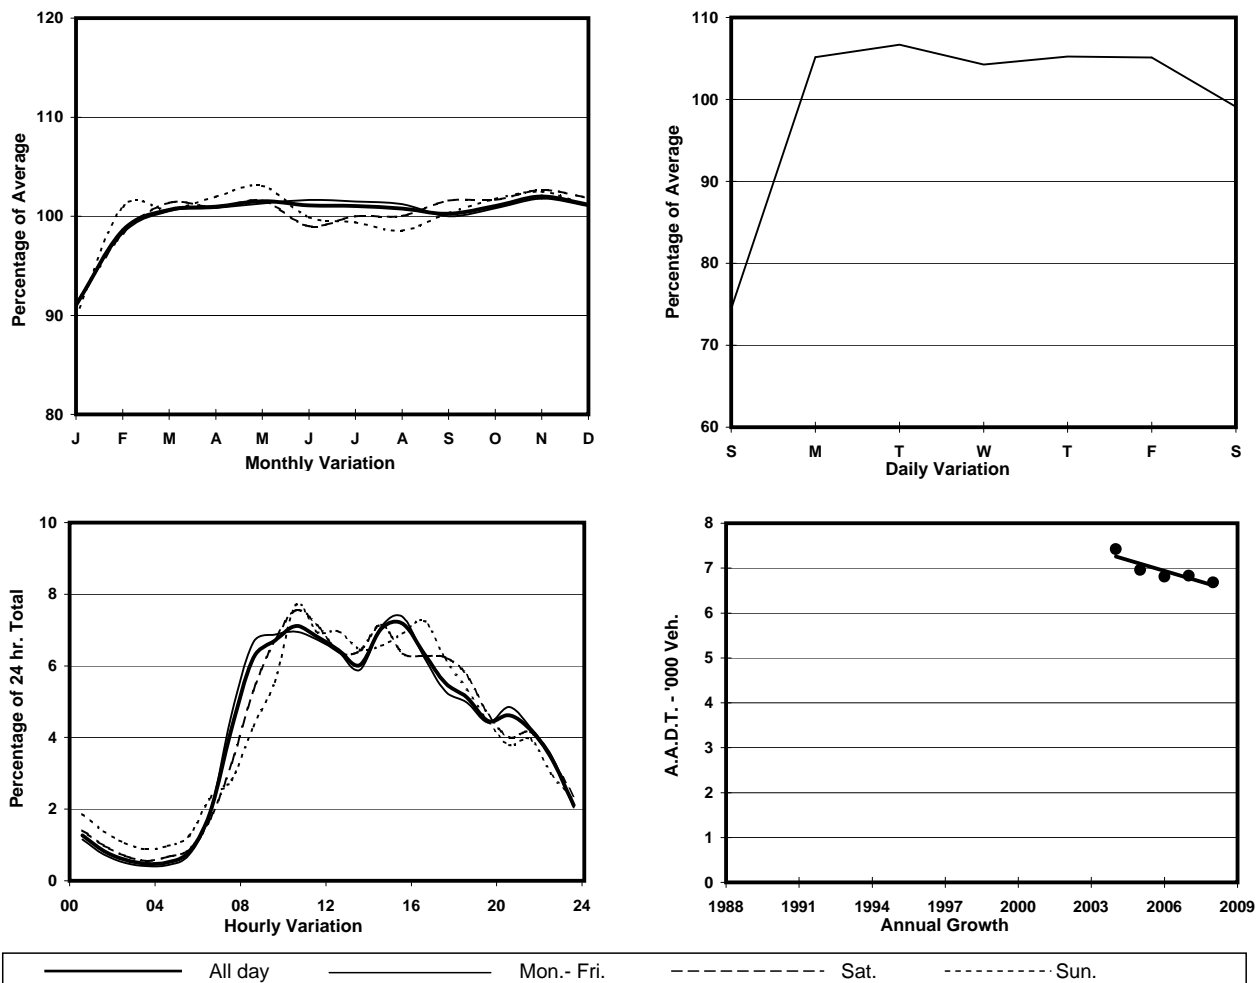 120
110
100
90
80
Percentage of Average
J F M A M J J A S O N D
Monthly Variation
110
100
90
80
70
60
Percentage of Average
S M T W T F S
Daily Variation
10
8
6
4
2
0
Percentage of 24 hr. Total
00 04 08 12 16 20 24
Hourly Variation
8
7
6
5
4
3
2
1
0
A.A.D.T. - '000 Veh.
1988 1991 1994 1997 2000 2003 2006 2009
Annual Growth
All day Mon.- Fri. Sat. Sun.